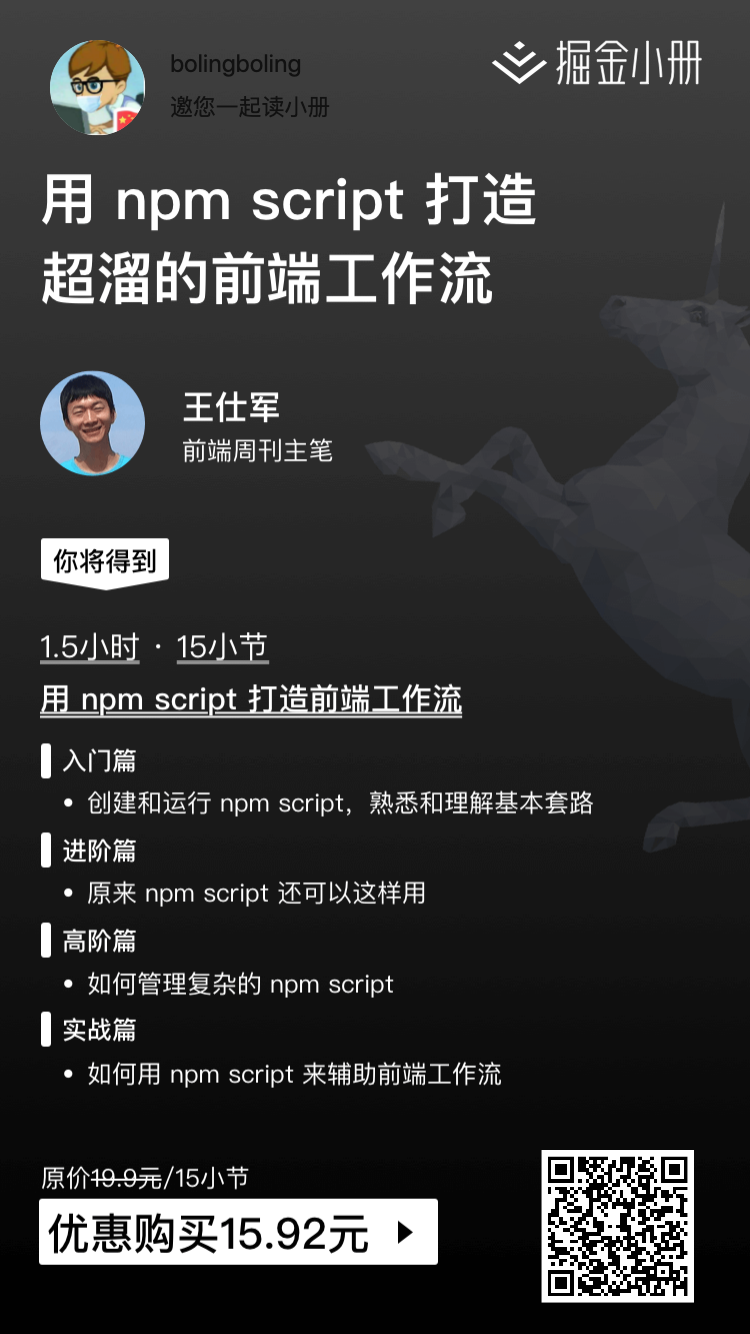 bolingboling
邀您一起读小册
掘金小册
用 npm script 打造
超溜的前端工作流
王仕军
前端周刊主笔
你将得到
1.5小时 · 15小节
用 npm script 打造前端工作流
入门篇
• 创建和运行 npm script，熟悉和理解基本套路
进阶篇
• 原来 npm script 还可以这样用
高阶篇
• 如何管理复杂的 npm script
实战篇
• 如何用 npm script 来辅助前端工作流
原价19.9元/15小节
优惠购买15.92元